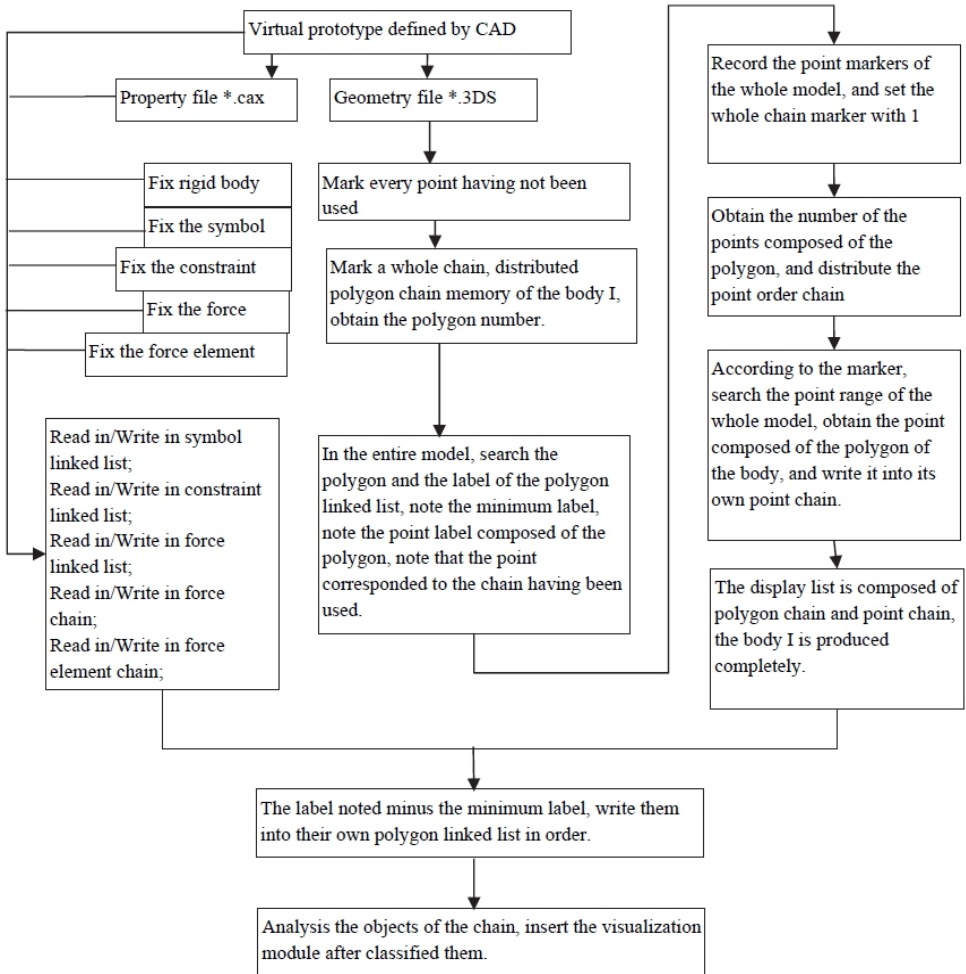 Virtual prototype defined by CAD
Property file *.cax
Geometry file *.3DS
Fix rigid body
Fix the symbol
Fix the constraint
Fix the force
Fix the force element
Read in/Write in symbol
linked list;
Read in/Write in constraint
linked list;
Read in/Write in force
linked list;
Read in/Write in force
chain;
Read in/Write in force
element chain;
Mark every point having not been
used
Mark a whole chain, distributed
polygon chain memory of the body I,
obtain the polygon number.
In the entire model, search the
polygon and the label of the polygon
linked list, note the minimum label,
note the point label composed of the
polygon, note that the point
corresponded to the chain having been
used.
Record the point markers of
the whole model, and set the
whole chain marker with 1
Obtain the number of the
points composed of the
polygon, and distribute the
point order chain
According to the marker,
search the point range of the
whole model, obtain the point
composed of the polygon of
the body, and write it into its
own point chain.
The display list is composed of
polygon chain and point chain,
the body I is produced
completely.
The label noted minus the minimum label, write them
into their own polygon linked list in order.
Analysis the objects of the chain, insert the visualization
module after classified them.